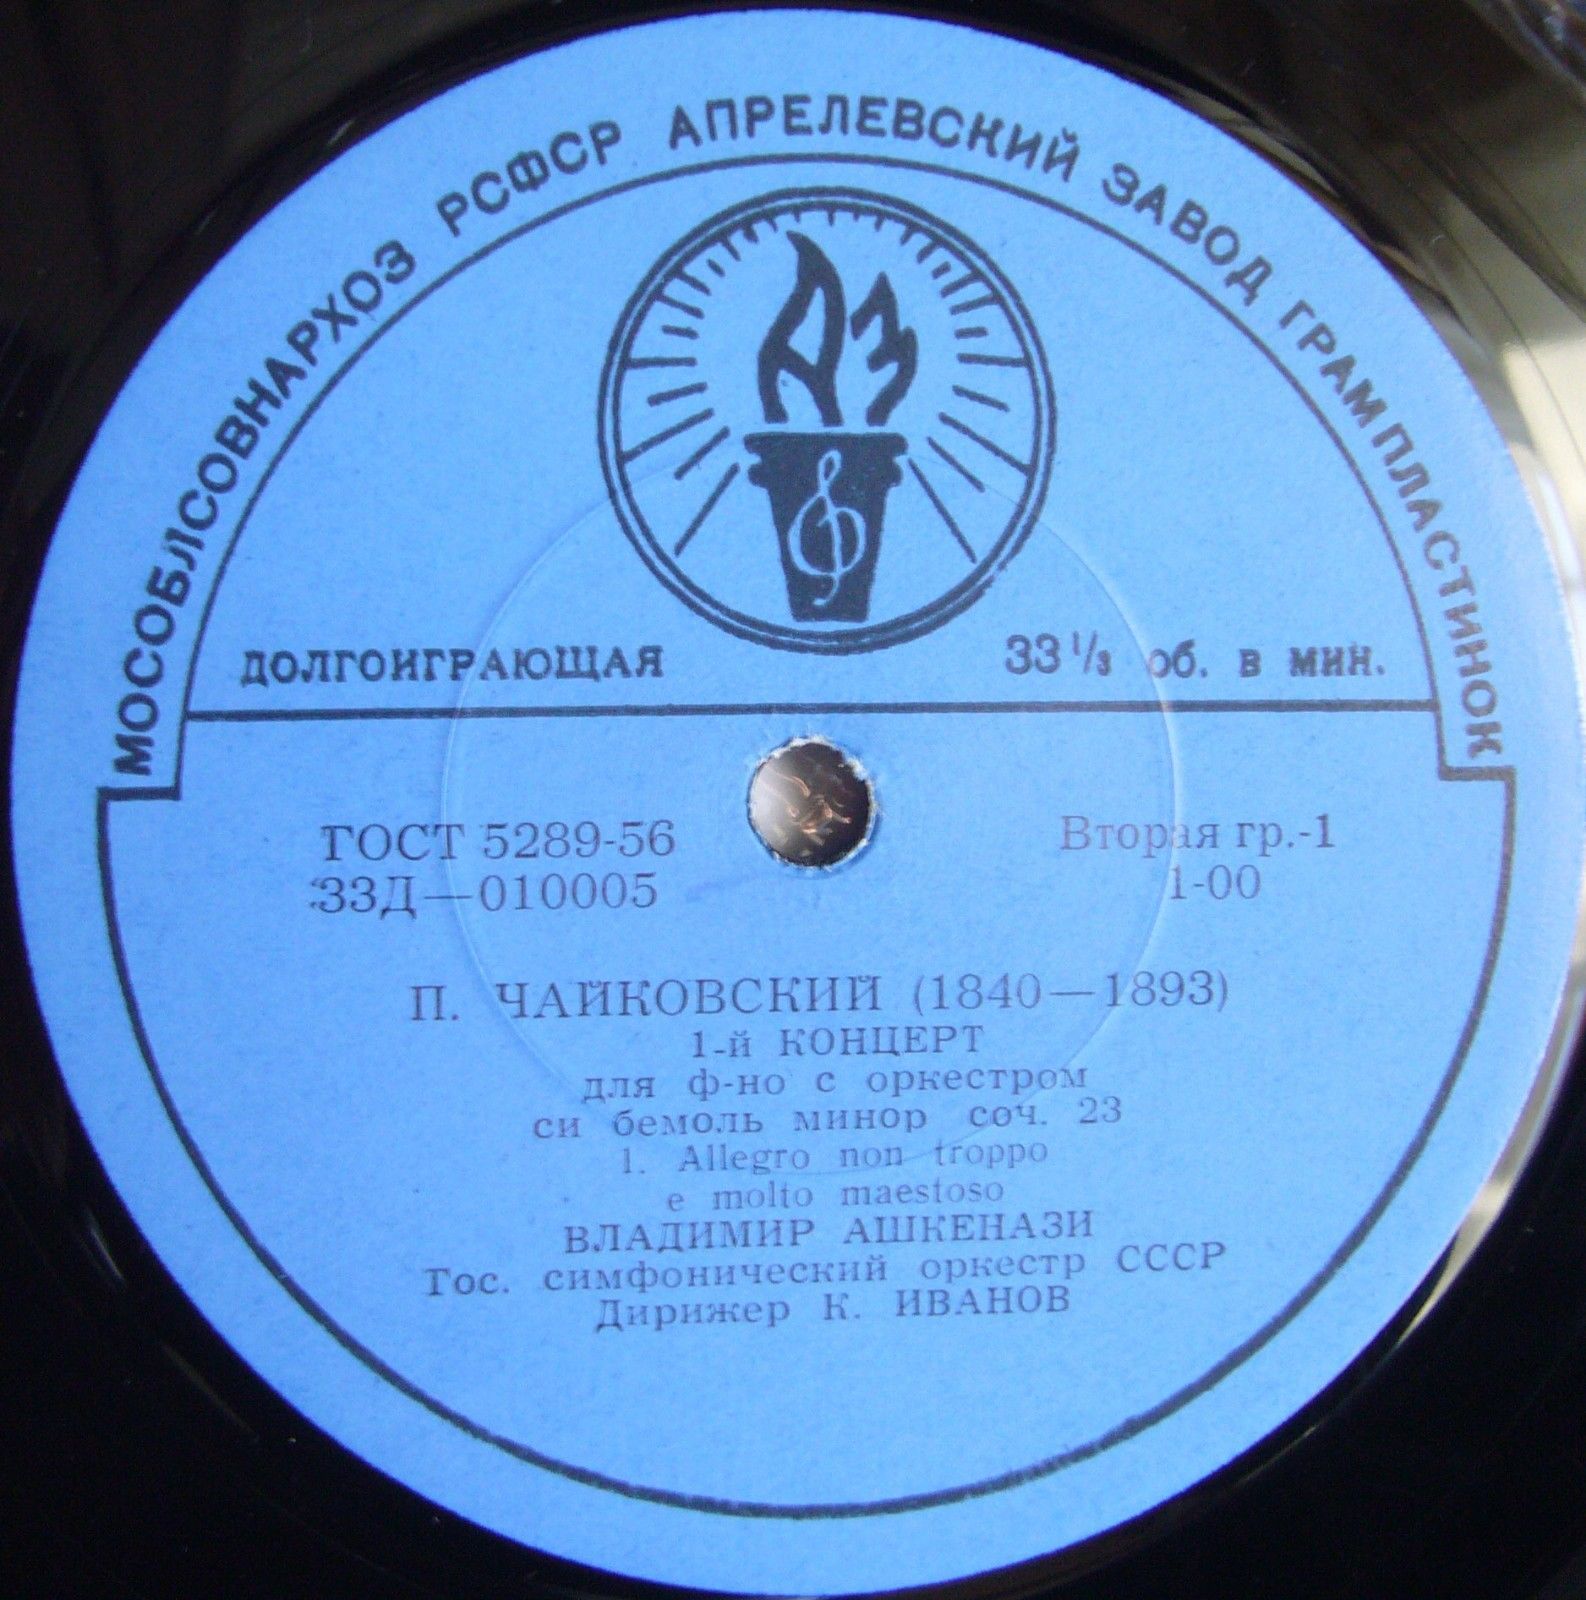 МОСОБЛСОВНАРХОЗ РСФСР АПРЕЛЕВСКИЙ ЗАВОД ГРАМПЛАСТИНОК
АЗ
ДОЛГОИГРАЮЩАЯ 33 1/3 об. в мин.
ГОСТ 5289-56 Вторая гр.-1
33Д—010005 1-00
П. ЧАЙКОВСКИЙ (1840—1893)
1-й КОНЦЕРТ
для ф-но с оркестром
си бемоль минор соч. 23
1. Allegro non troppo
e molto maestoso
ВЛАДИМИР АШКЕНАЗИ
Гос. симфонический оркестр СССР
Дирижер К. ИВАНОВ